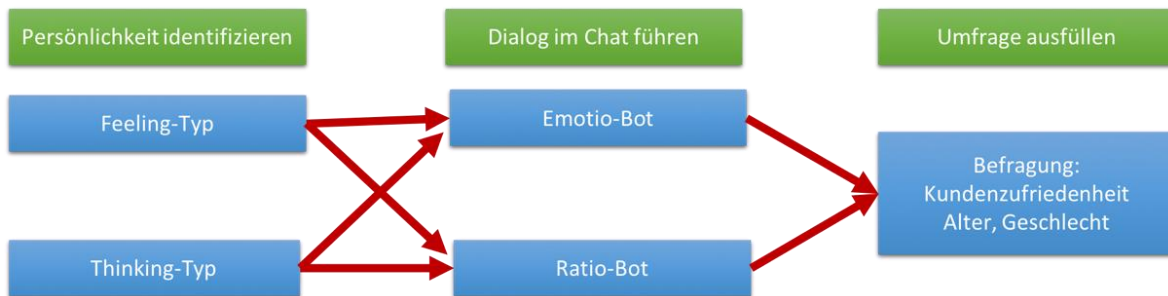 Persönlichkeit identifizieren
Dialog im Chat führen
Umfrage ausfüllen
Feeling-Typ
Emotio-Bot
Befragung:
Kundenzufriedenheit
Alter, Geschlecht
Thinking-Typ
Ratio-Bot